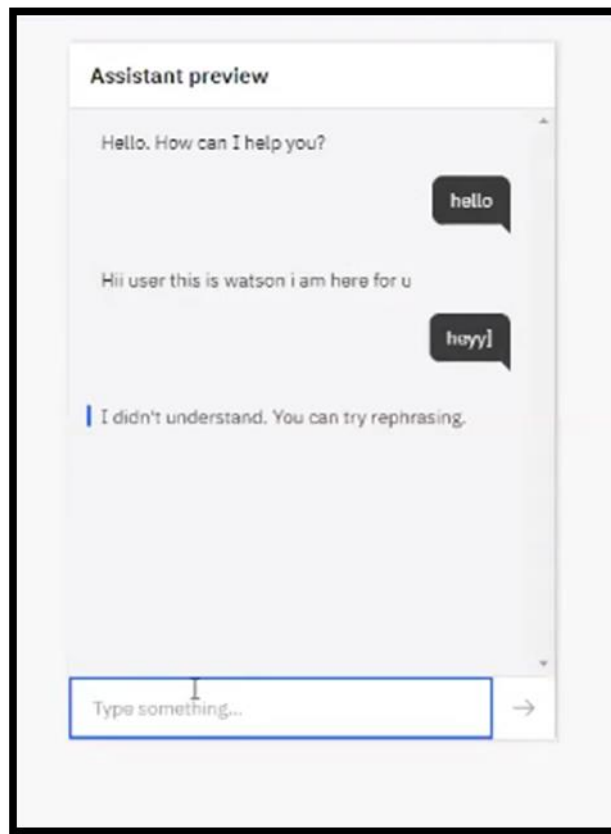 Assistant preview
Hello. How can I help you?
hello
Hii user this is watson i am here for u
heyy]
I didn't understand. You can try rephrasing.
Type something...